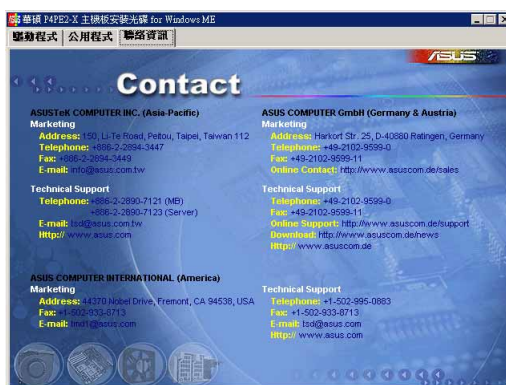 華碩 P4PE2-X 主機板安裝光碟 for Windows ME
驅動程式 公用程式 聯絡資訊
ASUS
Contact
ASUSTeK COMPUTER INC. (Asia-Pacific)
Marketing
Address: 150, Li-Te Road, Peitou, Taipei, Taiwan 112
Telephone: +886-2-2894-3447
Fax: +886-2-2894-3449
E-mail: info@asus.com.tw
Technical Support
Telephone: +886-2-2890-7121 (MB)
+886-2-2890-7123 (Server)
E-mail: tsd@asus.com.tw
Http:// www.asus.com
ASUS COMPUTER GmbH (Germany & Austria)
Marketing
Address: Harkort Str. 25, D-40880 Ratingen, Germany
Telephone: +49-2102-9599-0
Fax: +49-2102-9599-11
Online Contact: http://www.asuscom.de/sales
Technical Support
Telephone: +49-2102-9599-0
Fax: +49-2102-9599-11
Online Support: http://www.asuscom.de/support
Download: http://www.asuscom.de/news
Http:// www.asuscom.de
ASUS COMPUTER INTERNATIONAL (America)
Marketing
Address: 44370 Nobel Drive, Fremont, CA 94538, USA
Fax: +1-502-933-8713
E-mail: tmd1@asus.com
Technical Support
Telephone: +1-502-995-0883
Fax: +1-502-933-8713
E-mail: tsd@asus.com
Http:// www.asus.com